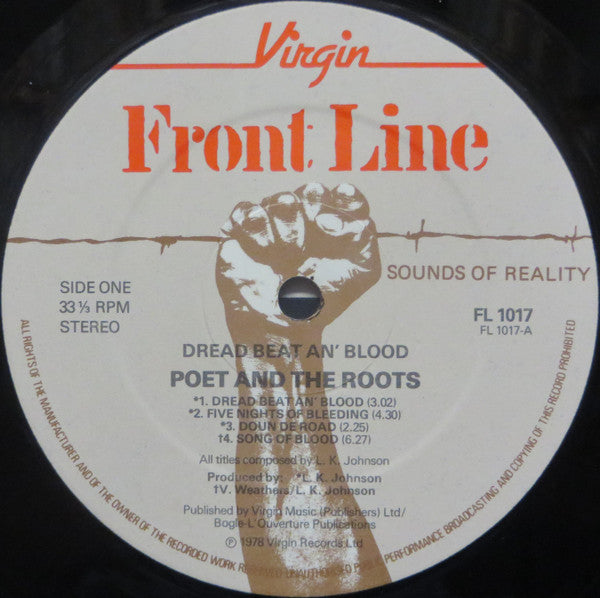 Virgin
Front Line
SOUNDS OF REALITY
SIDE ONE
33 ⅓ RPM
STEREO
FL 1017
FL 1017-A
DREAD BEAT AN' BLOOD
POET AND THE ROOTS
*1. DREAD BEAT AN' BLOOD (3.02)
*2. FIVE NIGHTS OF BLEEDING (4.30)
*3. DOUN DE ROAD (2.25)
†4. SONG OF BLOOD (6.27)
All titles composed by L. K. Johnson
Produced by: *L. K. Johnson
†V. Weathers/L. K. Johnson
Published by Virgin Music (Publishers) Ltd/
Bogle-L'Ouverture Publications
℗ 1978 Virgin Records Ltd
ALL RIGHTS OF THE MANUFACTURER AND OF THE OWNER OF THE RECORDED WORK RESERVED UNAUTHORISED PUBLIC PERFORMANCE BROADCASTING AND COPYING OF THIS RECORD PROHIBITED